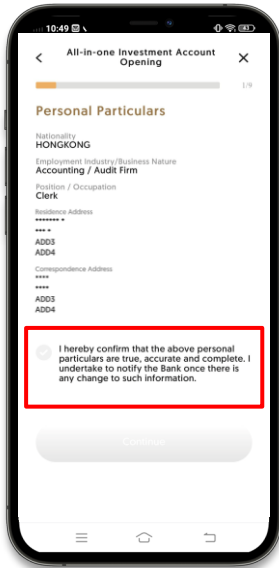 10:49
All-in-one Investment Account
Opening
1/9
Personal Particulars
Nationality
HONGKONG
Employment Industry/Business Nature
Accounting / Audit Firm
Position / Occupation
Clerk
Residence Address
******* *
*** *
ADD3
ADD4
Correspondence Address
****
****
ADD3
ADD4
I hereby confirm that the above personal
particulars are true, accurate and complete. I
undertake to notify the Bank once there is
any change to such information.
Continue